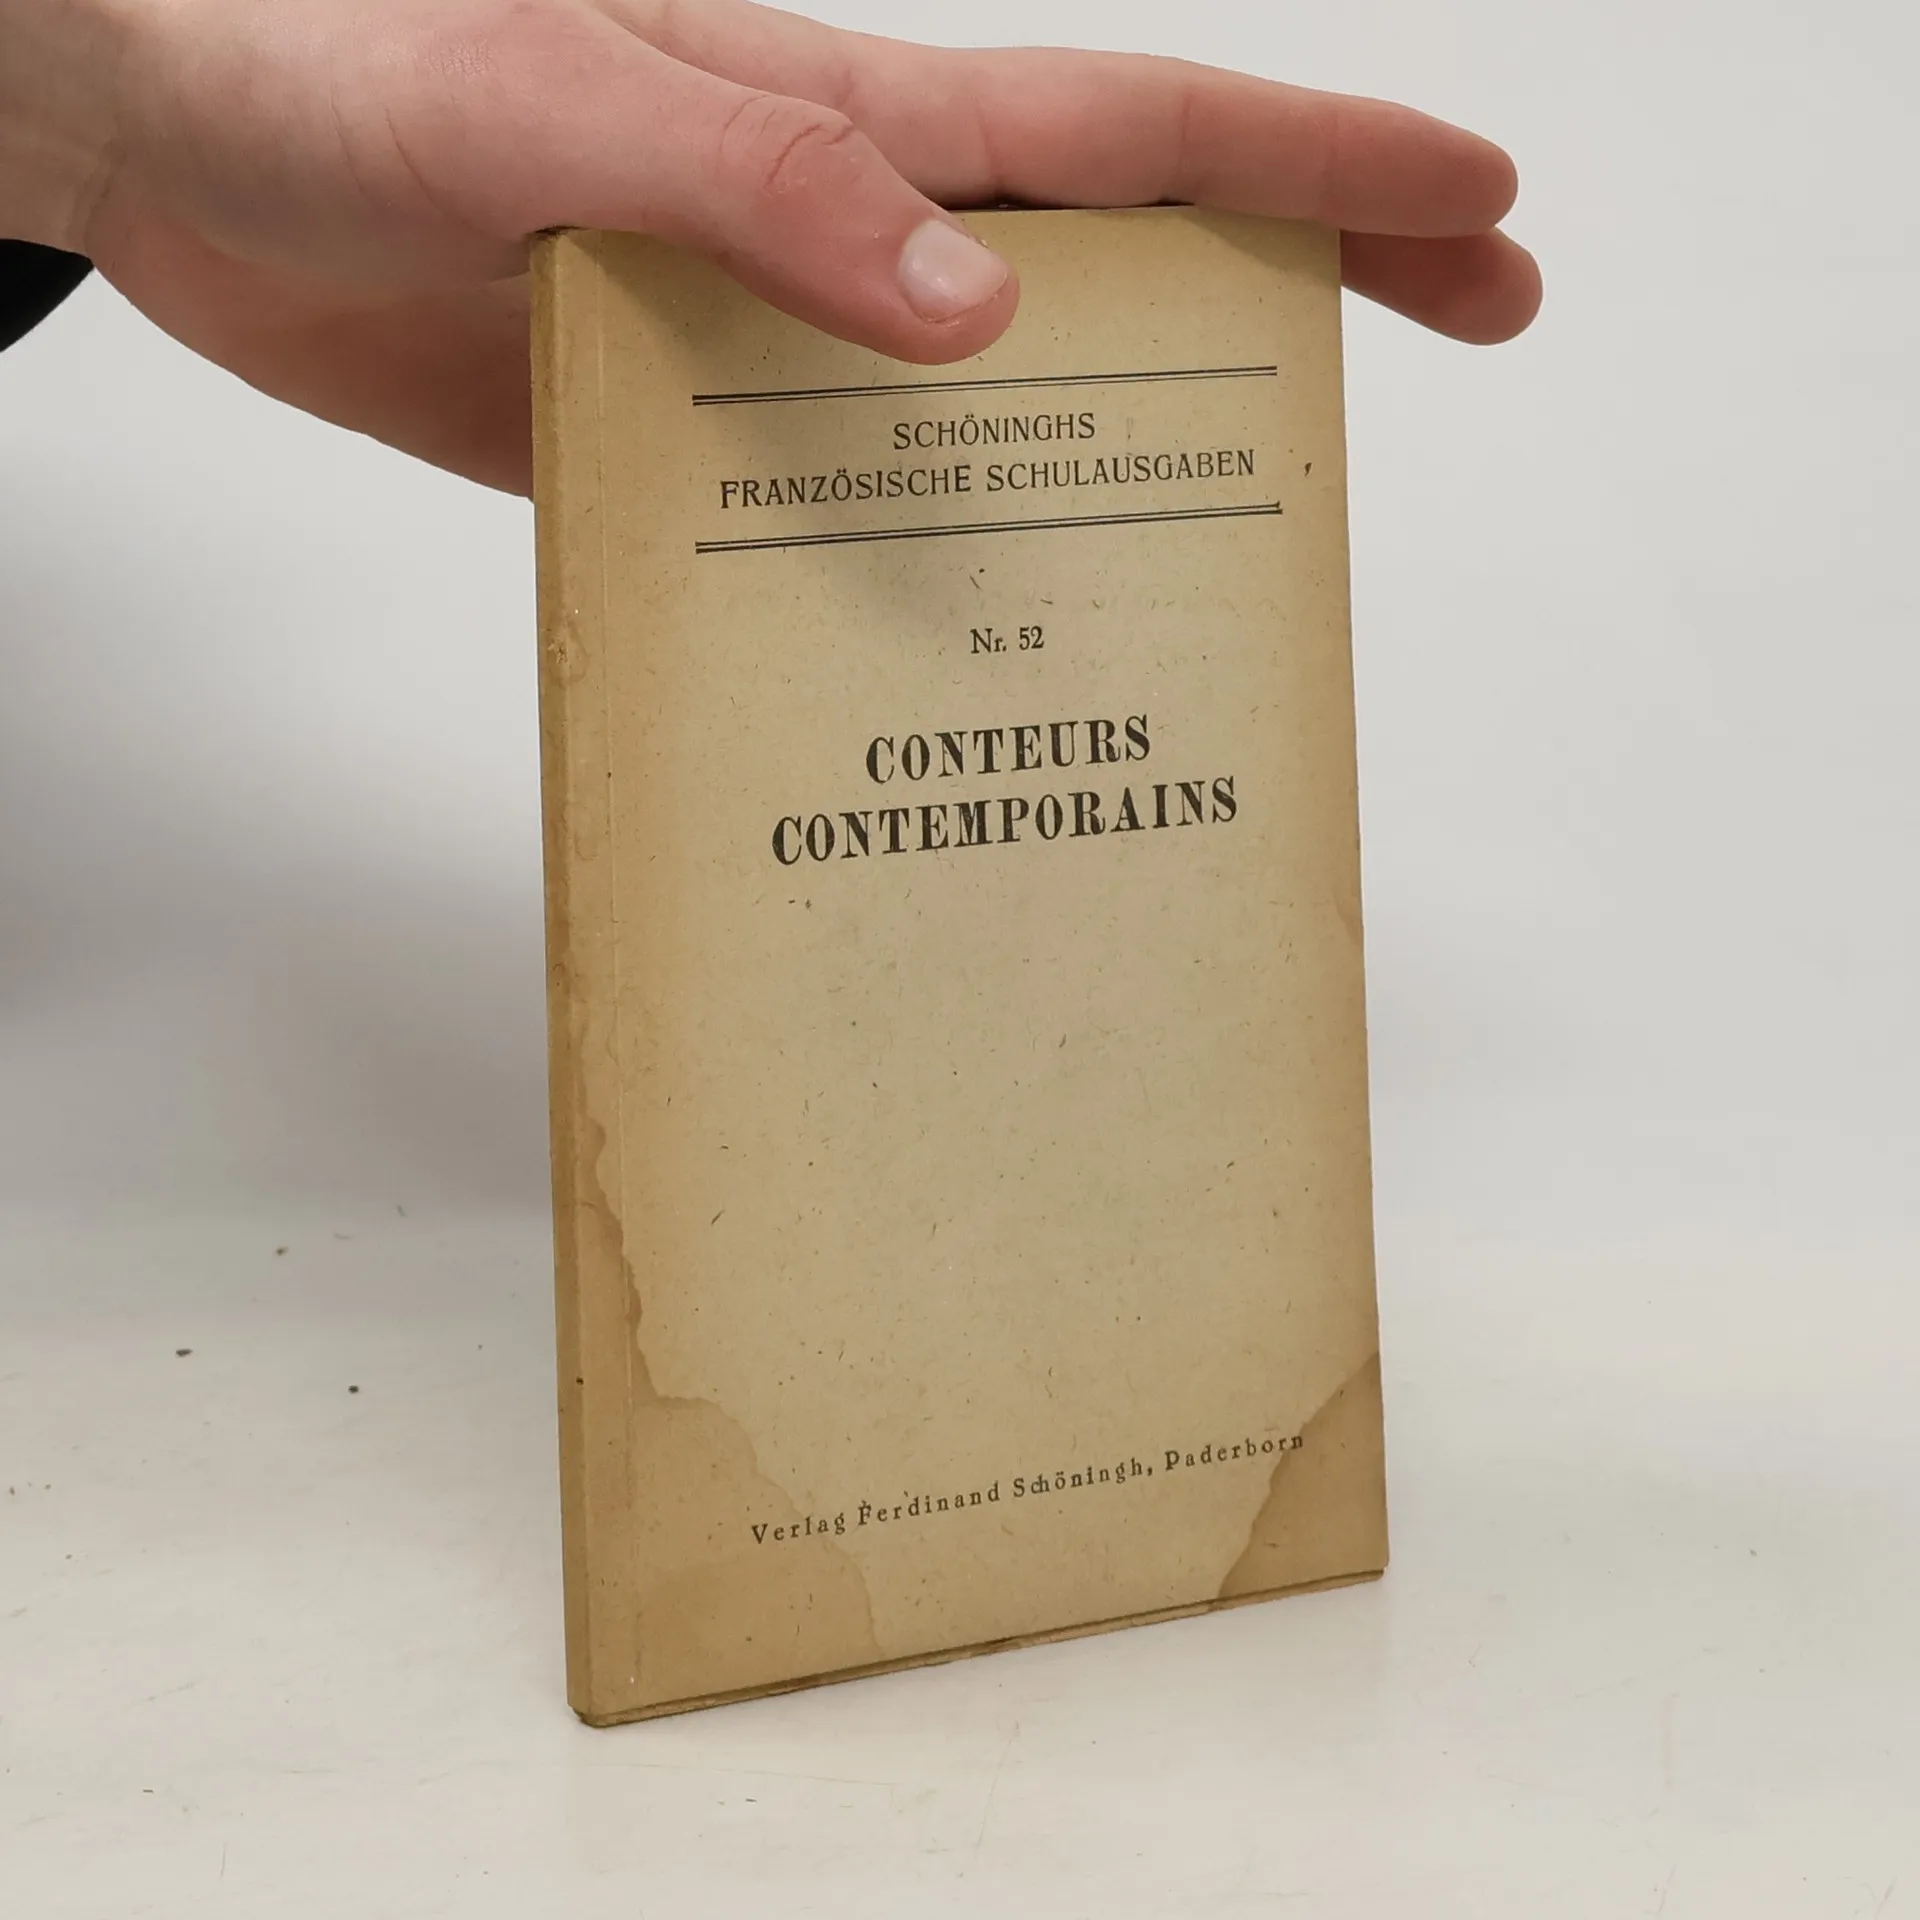 SCHÖNINGHS
FRANZÖSISCHE SCHULAUSGABEN
Nr. 52
CONTEURS
CONTEMPORAINS
Verlag Ferdinand Schöningh, Paderborn